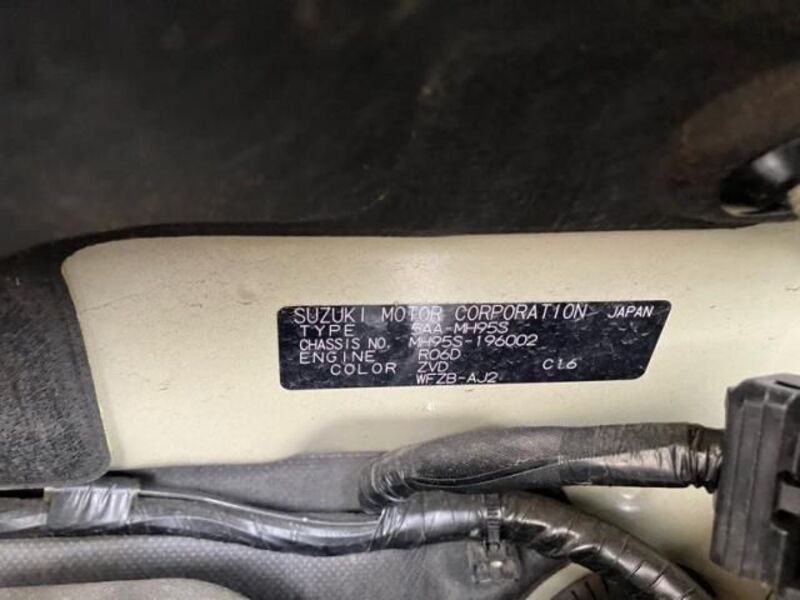 SUZUKI MOTOR CORPORATION JAPAN
TYPE 5AA-MH95S
CHASSIS NO. MH95S-196002
ENGINE R06D
COLOR ZVD C16
WFZB-AJ2